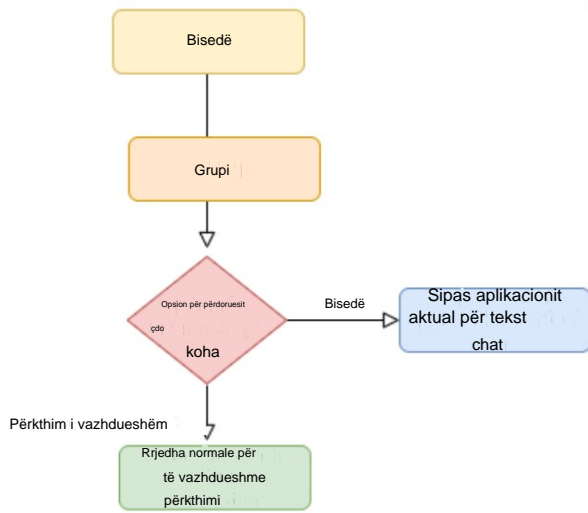 Bisedë
Grupi
Opsion për përdoruesit
çdo
koha
Bisedë
Sipas aplikacionit
aktual për tekst
chat
Përkthim i vazhdueshëm
Rrjedha normale për
të vazhdueshme
përkthimi